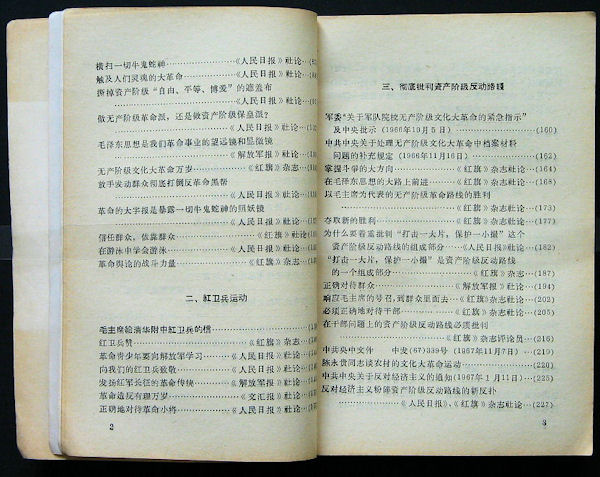 横扫一切牛鬼蛇神……………《人民日报》社论…
触及人们灵魂的大革命…………《人民日报》社论…
撕掉资产阶级“自由、平等、博爱”的遮羞布
……………《人民日报》社论…
做无产阶级革命派,还是做资产阶级保皇派?
……………《人民日报》社论…
毛泽东思想是我们革命事业的望远镜和显微镜
……………《解放军报》社论…
无产阶级文化大革命万岁…………《红旗》杂志社论…
放手发动群众彻底打倒反革命黑帮
……………《人民日报》社论…
革命的大字报是暴露一切牛鬼蛇神的照妖镜
……………《人民日报》社论…
信任群众,依靠群众……………《红旗》杂志社论…
在游泳中学会游泳……………《人民日报》社论…
革命舆论的战斗力量……………《红旗》杂志…
二、红卫兵运动
毛主席给清华附中红卫兵的信……………
红卫兵赞……………《红旗》杂志…
革命青少年要向解放军学习………《人民日报》社论…
向我们的红卫兵致敬……………《人民日报》社论…
发扬红军长征的革命传统………《解放军报》社论…
革命造反有理万岁……………《文汇报》社论…
正确地对待革命小将……………《人民日报》社论…
2
三、彻底批判资产阶级反动路线
军委“关于军队院校无产阶级文化大革命的紧急指示”
及中央批示(1966年10月5日)……………(160)
中共中央关于处理无产阶级文化大革命中档案材料
问题的补充规定(1966年11月16日)……………(162)
掌握斗争的大方向……………《红旗》杂志社论…(164)
在毛泽东思想的大路上前进………《红旗》杂志社论…(168)
以毛主席为代表的无产阶级革命路线的胜利
……………《红旗》杂志社论…(173)
夺取新的胜利……………《红旗》杂志社论…(177)
为什么要着重批判“打击一大片,保护一小撮”这个
资产阶级反动路线的组成部分…《人民日报》社论…(182)
“打击一大片,保护一小撮”是资产阶级反动路线
的一个组成部分……………《红旗》杂志…(187)
正确对待群众……………《解放军报》社论…(194)
响应毛主席的号召,到群众里面去……《红旗》杂志…(202)
必须正确地对待干部……………《红旗》杂志社论…(210)
在干部问题上的资产阶级反动路线必须批判
……………《红旗》杂志评论员…(216)
中共中央文件 中发(67)339号(1967年11月7日)…(219)
陈永贵同志谈农村的文化大革命运动……………(220)
中共中央关于反对经济主义的通知(1967年1月11日)…(225)
反对经济主义粉碎资产阶级反动路线的新反扑
……………《人民日报》、《红旗》杂志社论…(227)
3